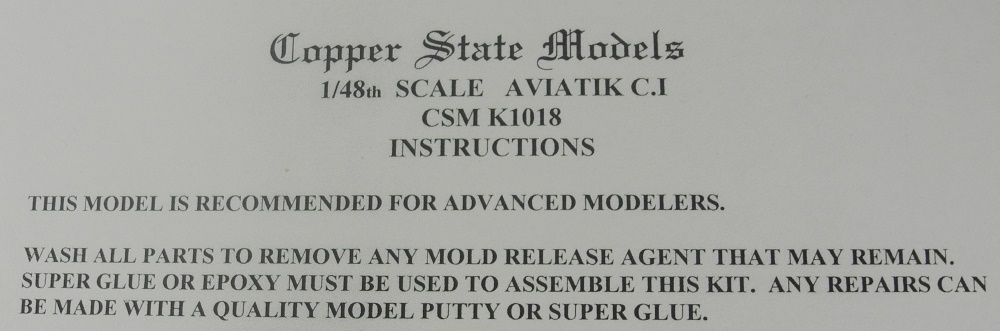 Copper State Models
1/48th SCALE AVIATIK C.I
CSM K1018
INSTRUCTIONS
THIS MODEL IS RECOMMENDED FOR ADVANCED MODELERS.
WASH ALL PARTS TO REMOVE ANY MOLD RELEASE AGENT THAT MAY REMAIN.
SUPER GLUE OR EPOXY MUST BE USED TO ASSEMBLE THIS KIT. ANY REPAIRS CAN
BE MADE WITH A QUALITY MODEL PUTTY OR SUPER GLUE.